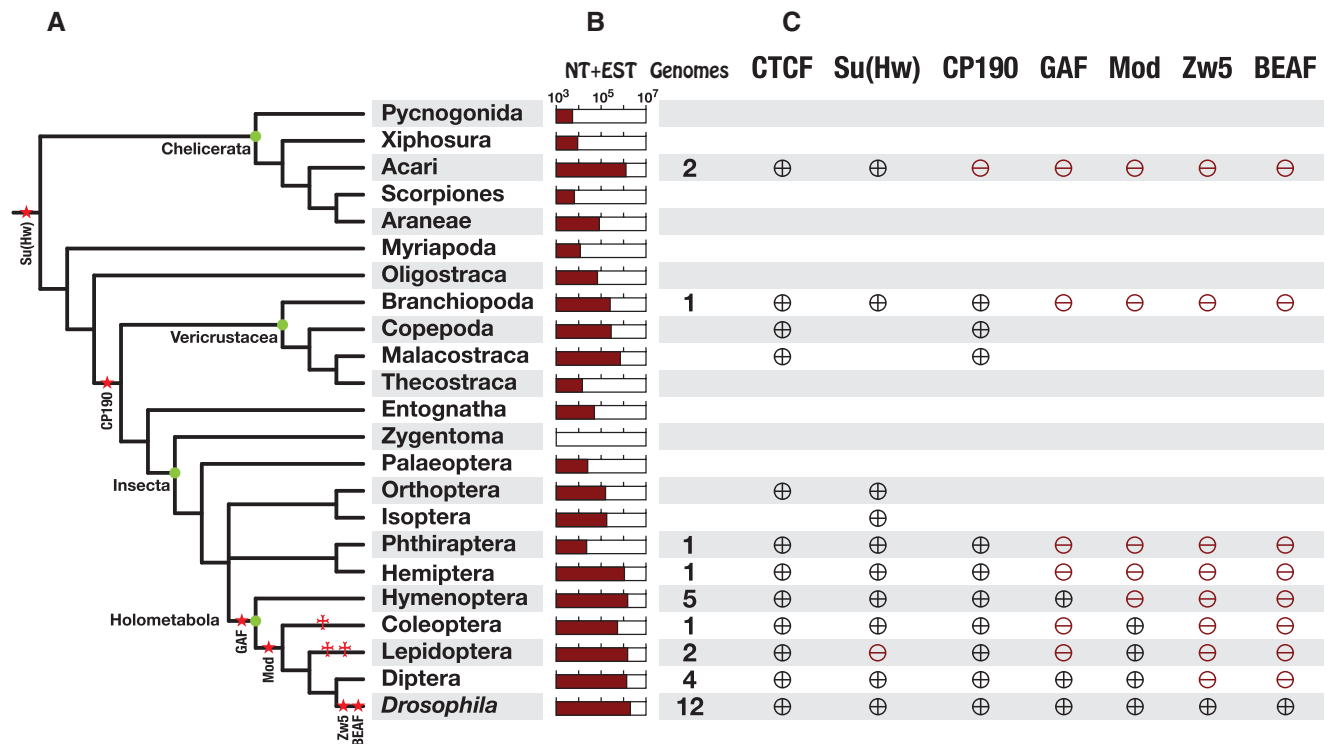 A B C
NT+EST Genomes CTCF Su(Hw) CP190 GAF Mod Zw5 BEAF
10³ 10⁵ 10⁷
Pycnogonida
Chelicerata
Xiphosura
Acari 2 ⊕ ⊕ ⊖ ⊖ ⊖ ⊖ ⊖
Scorpiones
Araneae
Su(Hw)
Myriapoda
Oligostraca
Branchiopoda 1 ⊕ ⊕ ⊕ ⊖ ⊖ ⊖ ⊖
Vericrustacea
Copepoda ⊕ ⊕
Malacostraca ⊕ ⊕
Thecostraca
CP190
Entognatha
Zygentoma
Palaeoptera
Insecta
Orthoptera ⊕ ⊕
Isoptera ⊕
Phthiraptera 1 ⊕ ⊕ ⊕ ⊖ ⊖ ⊖ ⊖
Hemiptera 1 ⊕ ⊕ ⊕ ⊖ ⊖ ⊖ ⊖
Hymenoptera 5 ⊕ ⊕ ⊕ ⊕ ⊖ ⊖ ⊖
Holometabola
Coleoptera 1 ⊕ ⊕ ⊕ ⊖ ⊕ ⊖ ⊖
GAF
Lepidoptera 2 ⊕ ⊖ ⊕ ⊖ ⊕ ⊖ ⊖
Mod
Diptera 4 ⊕ ⊕ ⊕ ⊕ ⊕ ⊖ ⊖
Drosophila 12 ⊕ ⊕ ⊕ ⊕ ⊕ ⊕ ⊕
Zw5
BEAF